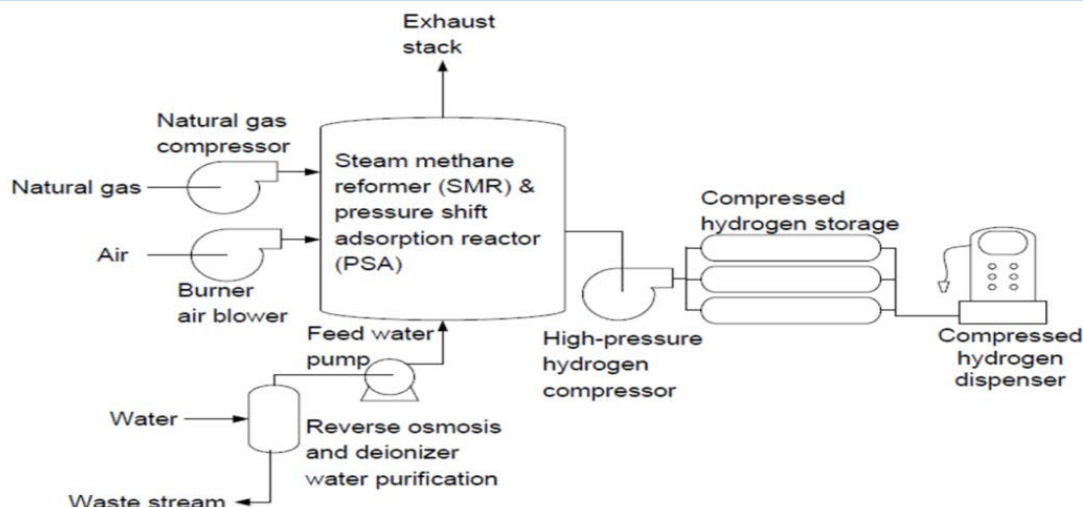 Exhaust
stack
Natural gas
compressor
Natural gas
Steam methane
reformer (SMR) &
pressure shift
adsorption reactor
(PSA)
Air
Burner
air blower
Compressed
hydrogen storage
Feed water
pump
High-pressure
hydrogen
compressor
Compressed
hydrogen
dispenser
Water
Reverse osmosis
and deionizer
water purification
Waste stream